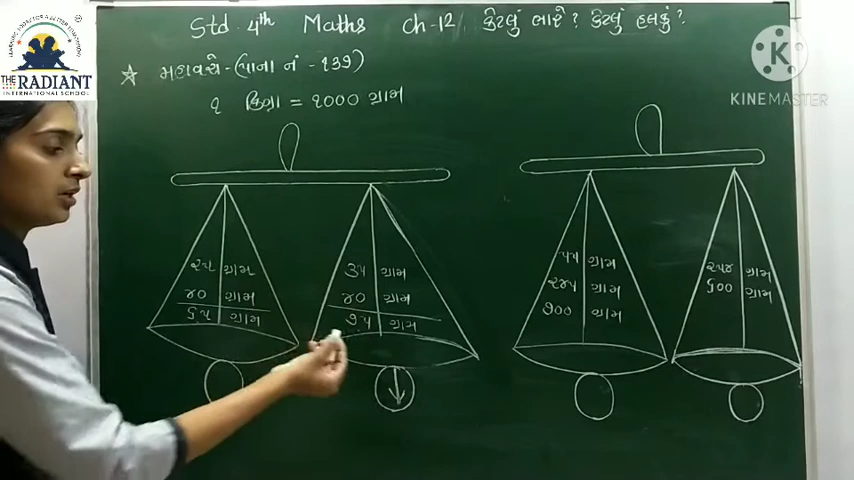 THE RADIANT
INTERNATIONAL SCHOOL
K
KINEMASTER
Std. 4th Maths Ch-12 કેટલું ભારે? કેટલું હલકું?
મહાવરો - (પાના નં - ૧૩૭)
૧ કિગ્રા = ૧૦૦૦ ગ્રામ
૨૫ ગ્રામ
૪૦ ગ્રામ
૬૫ ગ્રામ
૩૫ ગ્રામ
૪૦ ગ્રામ
૭૫ ગ્રામ
૫૫ ગ્રામ
૨૪૫ ગ્રામ
૭૦૦ ગ્રામ
૨૫૪ ગ્રામ
૬૦૦ ગ્રામ